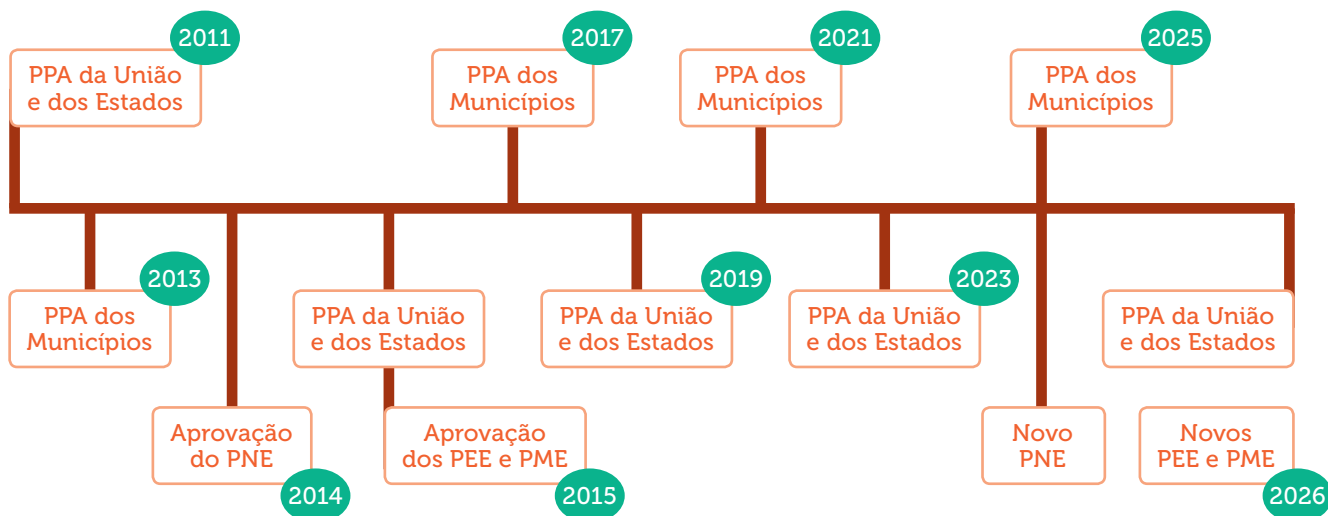 2011
PPA da União
e dos Estados
2017
PPA dos
Municípios
2021
PPA dos
Municípios
2025
PPA dos
Municípios
2013
PPA dos
Municípios
PPA da União
e dos Estados
2019
PPA da União
e dos Estados
2023
PPA da União
e dos Estados
PPA da União
e dos Estados
Aprovação
do PNE
2014
Aprovação
dos PEE e PME
2015
Novo
PNE
Novos
PEE e PME
2026